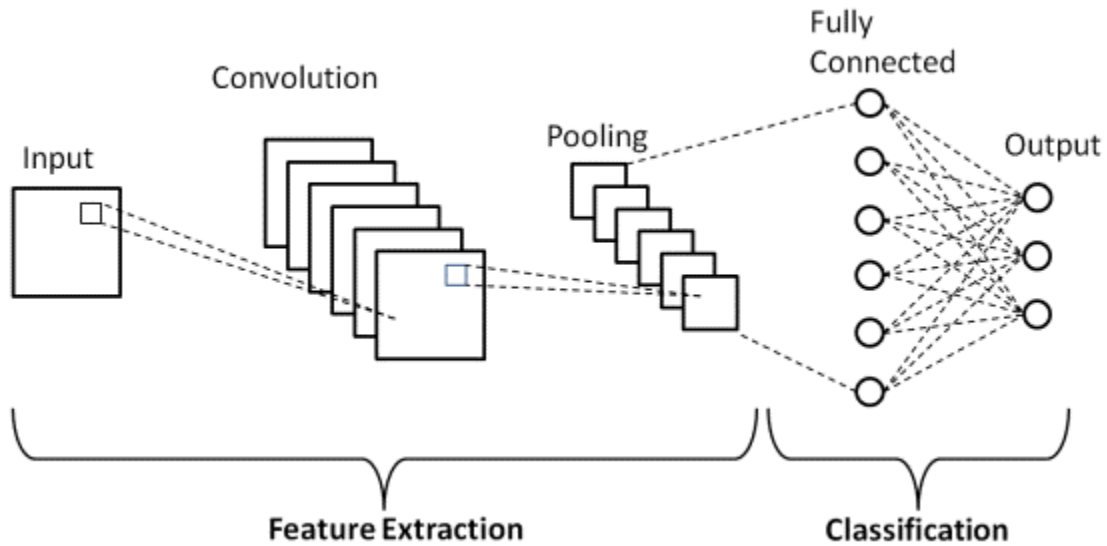 Fully
Connected
Convolution
Pooling
Input
Output
Feature Extraction
Classification